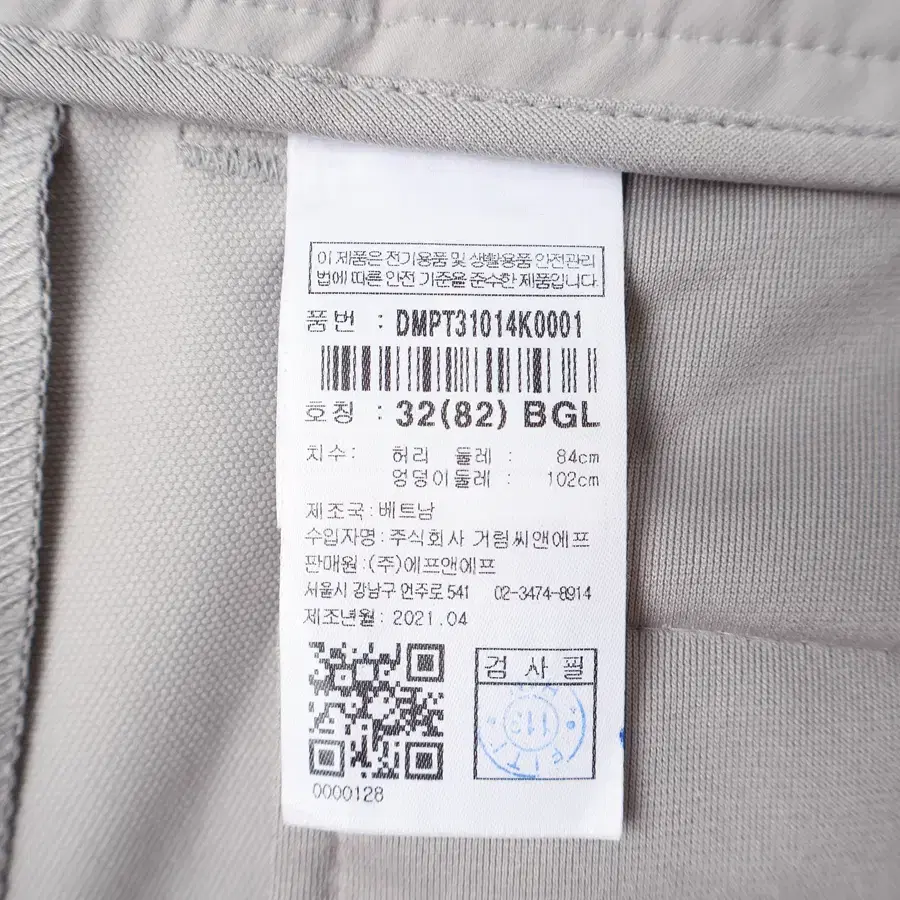 이 제품은 전기용품 및 생활용품 안전관리
법에 따른 안전 기준을 준수한 제품입니다.
품번 : DMPT31014K0001
호칭 : 32(82) BGL
치수: 허리 둘레 : 84cm
엉덩이둘레 : 102cm
제조국:베트남
수입자명:주식회사 거림씨앤에프
판매원:(주)에프앤에프
서울시 강남구 언주로 541 02-3474-8914
제조년월: 2021.04
검 사 필
113
0000128